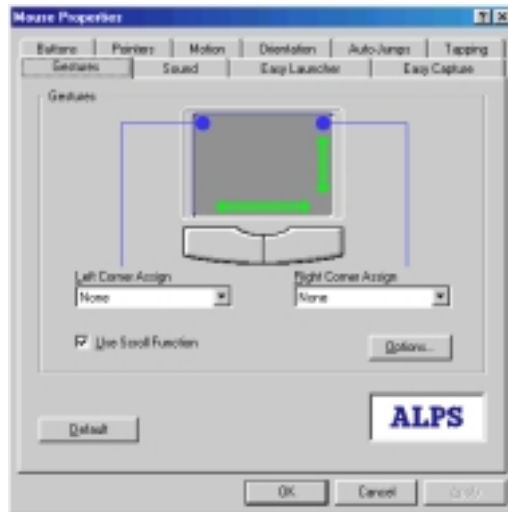 Mouse Properties
Buttons Pointers Motion Orientation Auto-Jumps Tapping
Gestures Sound Easy Launcher Easy Capture
Gestures
Left Corner Assign Right Corner Assign
None None
Use Scroll Function
Options...
ALPS
Default
OK Cancel Apply